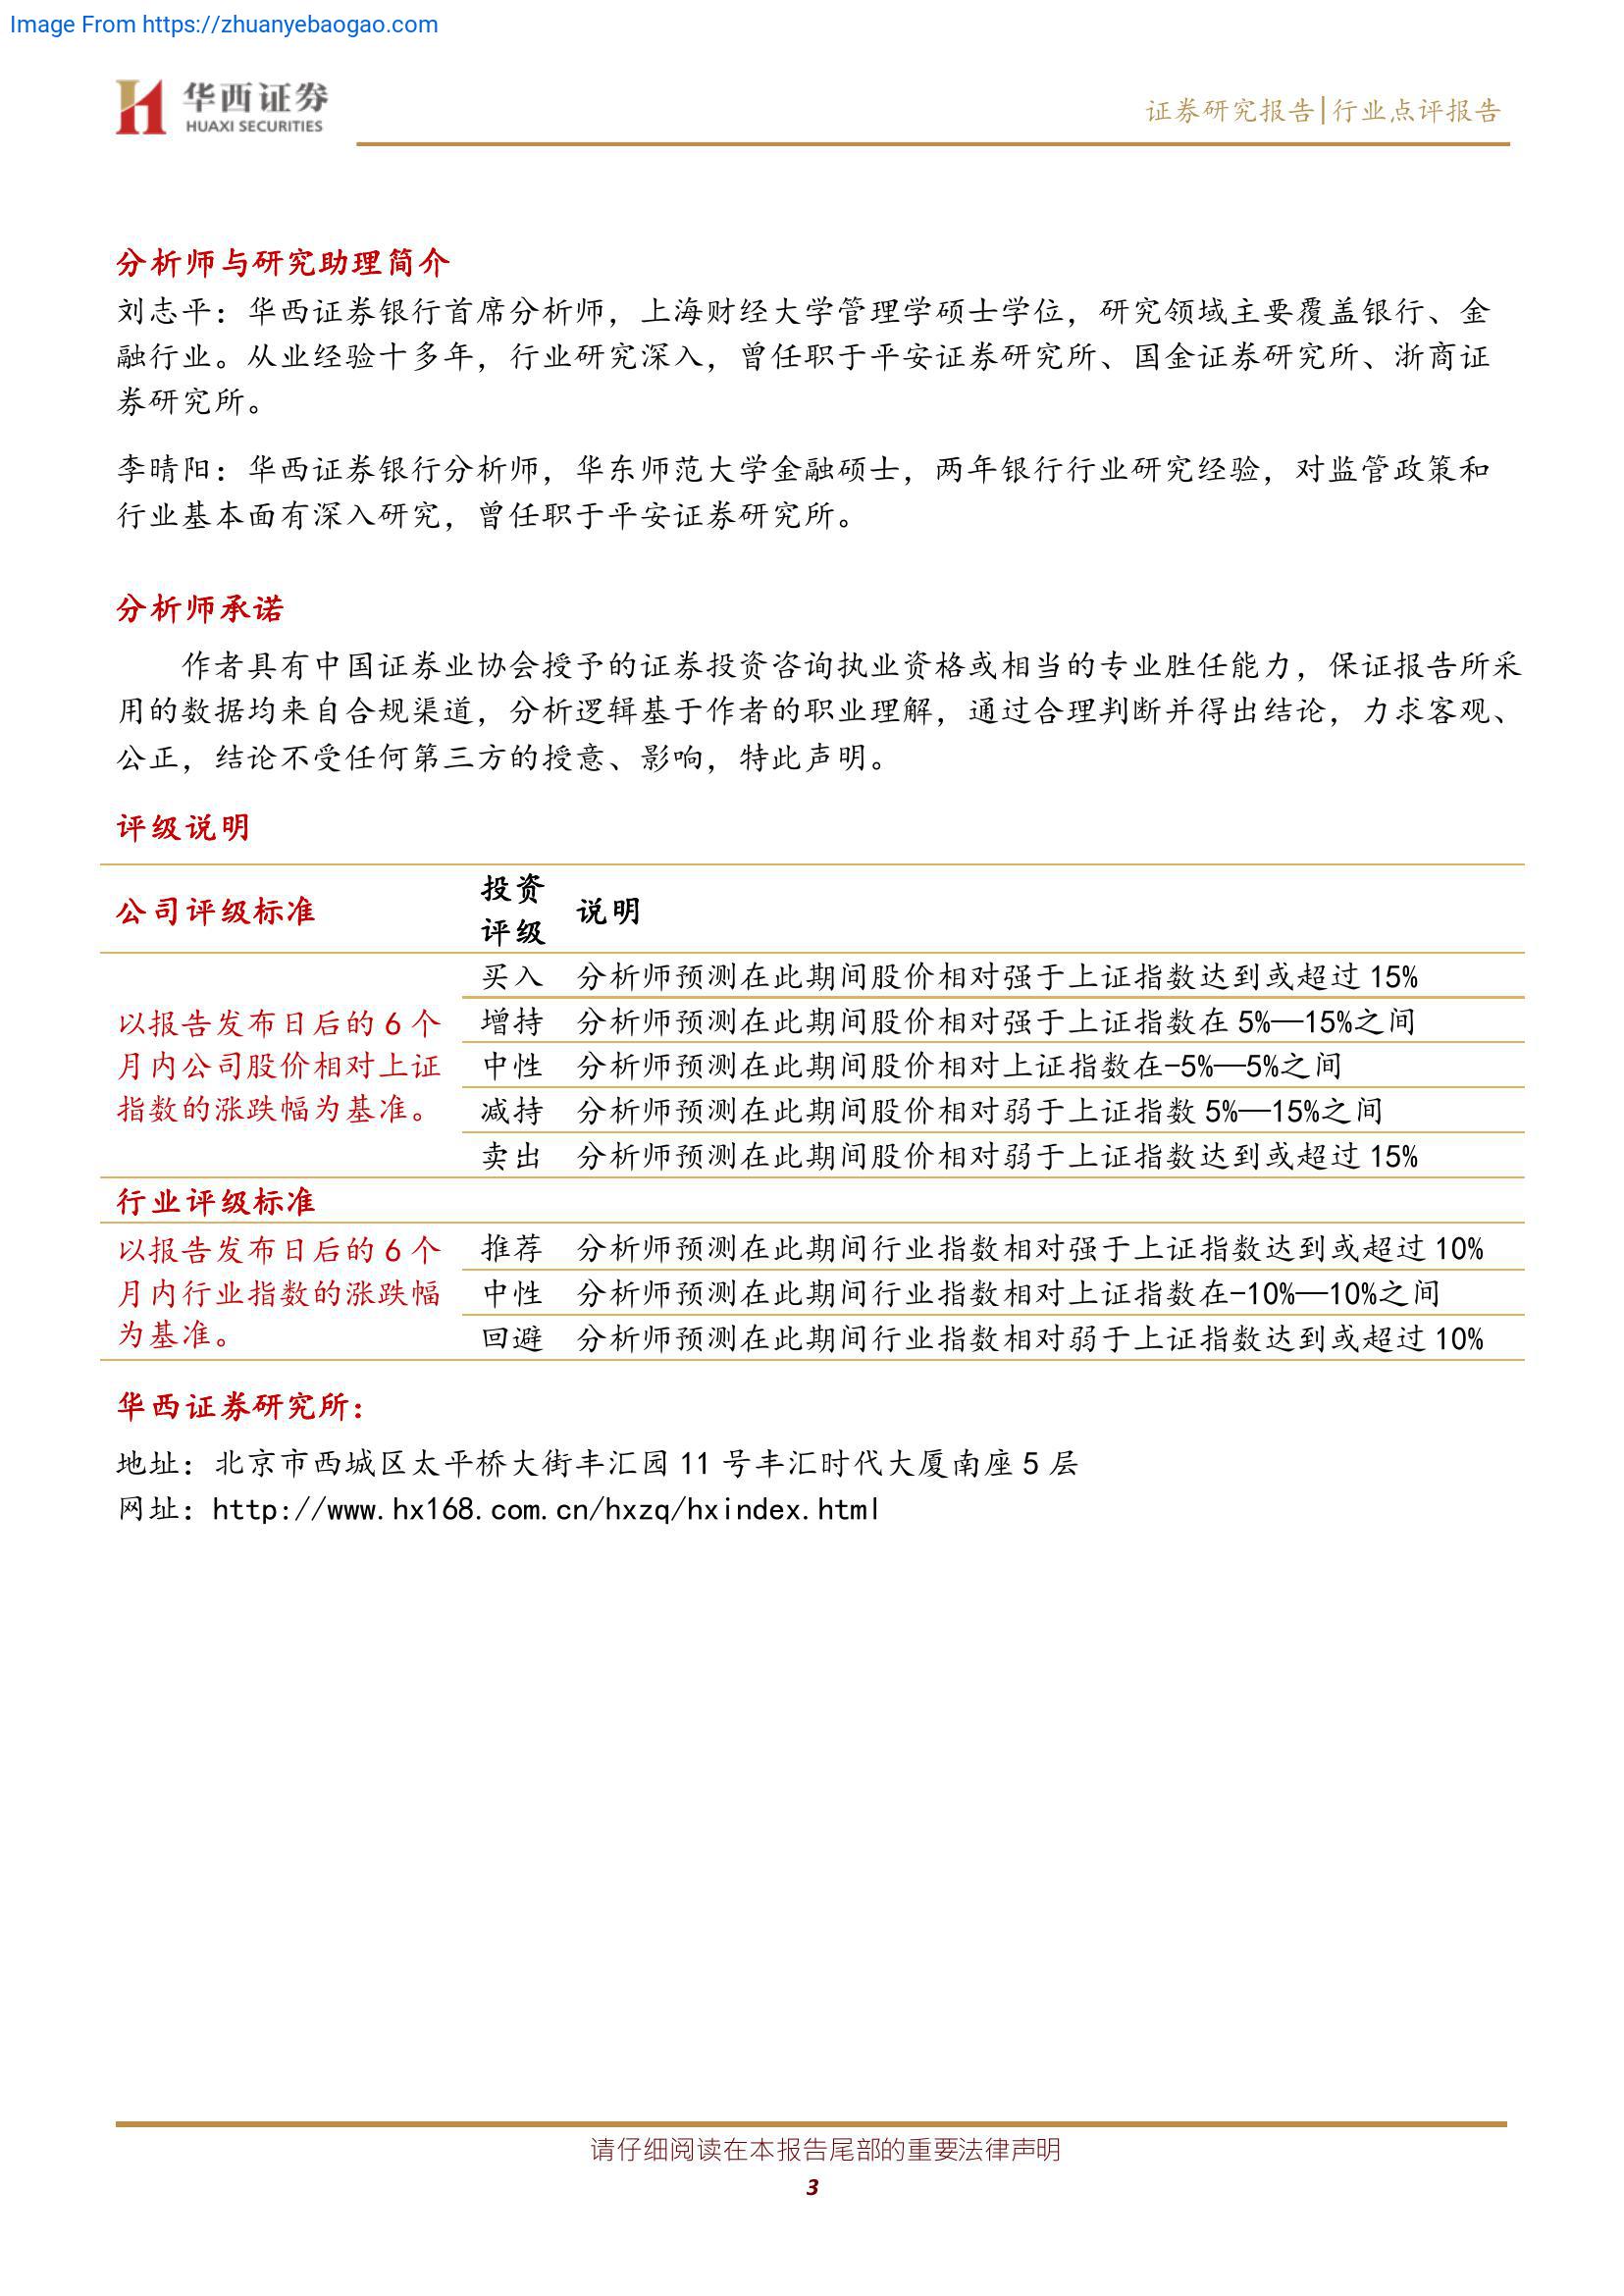 Image From https://zhuanyebaogao.com
华西证券
HUAXI SECURITIES
证券研究报告|行业点评报告
分析师与研究助理简介
刘志平：华西证券银行首席分析师，上海财经大学管理学硕士学位，研究领域主要覆盖银行、金
融行业。从业经验十多年，行业研究深入，曾任职于平安证券研究所、国金证券研究所、浙商证
券研究所。
李晴阳：华西证券银行分析师，华东师范大学金融硕士，两年银行行业研究经验，对监管政策和
行业基本面有深入研究，曾任职于平安证券研究所。
分析师承诺
作者具有中国证券业协会授予的证券投资咨询执业资格或相当的专业胜任能力，保证报告所采
用的数据均来自合规渠道，分析逻辑基于作者的职业理解，通过合理判断并得出结论，力求客观、
公正，结论不受任何第三方的授意、影响，特此声明。
评级说明
公司评级标准
投资
评级
说明
以报告发布日后的 6 个
月内公司股价相对上证
指数的涨跌幅为基准。
买入 分析师预测在此期间股价相对强于上证指数达到或超过 15%
增持 分析师预测在此期间股价相对强于上证指数在 5%—15%之间
中性 分析师预测在此期间股价相对上证指数在-5%—5%之间
减持 分析师预测在此期间股价相对弱于上证指数 5%—15%之间
卖出 分析师预测在此期间股价相对弱于上证指数达到或超过 15%
行业评级标准
以报告发布日后的 6 个
月内行业指数的涨跌幅
为基准。
推荐 分析师预测在此期间行业指数相对强于上证指数达到或超过 10%
中性 分析师预测在此期间行业指数相对上证指数在-10%—10%之间
回避 分析师预测在此期间行业指数相对弱于上证指数达到或超过 10%
华西证券研究所：
地址：北京市西城区太平桥大街丰汇园 11 号丰汇时代大厦南座 5 层
网址：http://www.hx168.com.cn/hxzq/hxindex.html
请仔细阅读在本报告尾部的重要法律声明
3